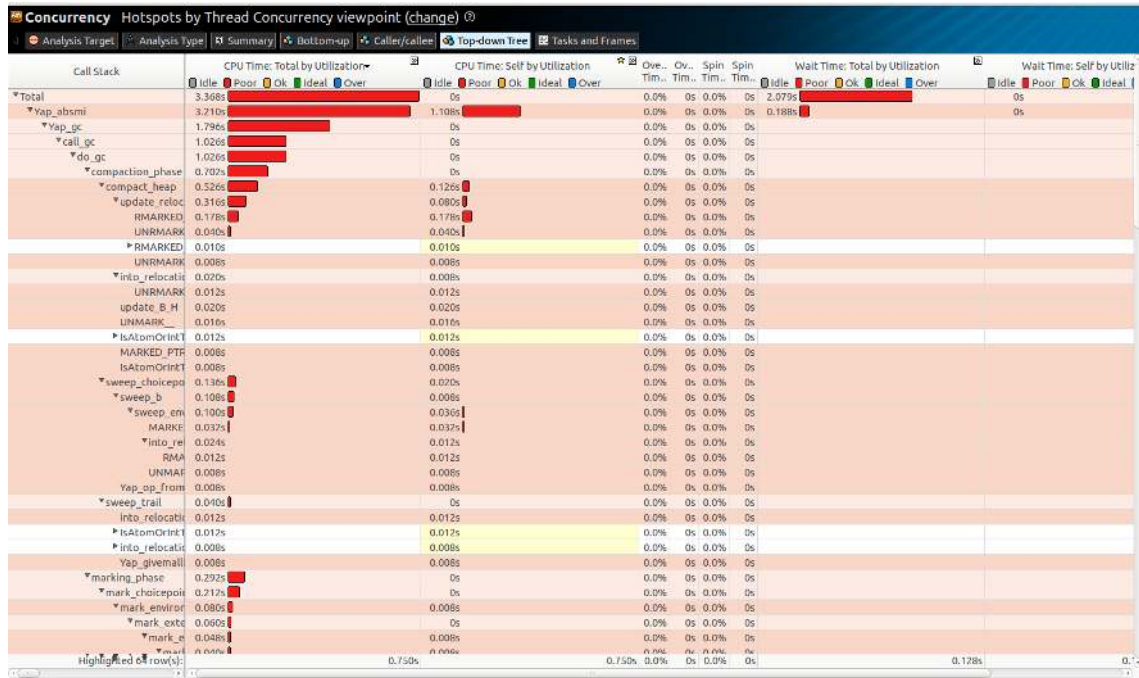 Concurrency Hotspots by Thread Concurrency viewpoint (change)
Analysis Target Analysis Type Summary Bottom-up Caller/callee Top-down Tree Tasks and Frames
Call Stack CPU Time: Total by Utilization CPU Time: Self by Utilization Ove.. Ov... Spin Spin Wait Time: Total by Utilization Wait Time: Self by Utiliz
Idle Poor Ok Ideal Over Idle Poor Ok Ideal Over Tim.. Tim.. Tim.. Tim... Idle Poor Ok Ideal Over Idle Poor Ok Ideal
Total 3.368s 0s 0.0% 0s 0.0% 0s 2.079s 0s
Yap_absmi 3.210s 1.108s 0.0% 0s 0.0% 0s 0.188s 0s
Yap_gc 1.796s 0s 0.0% 0s 0.0% 0s
call_gc 1.026s 0s 0.0% 0s 0.0% 0s
do_gc 1.026s 0s 0.0% 0s 0.0% 0s
compaction_phase 0.702s 0s 0.0% 0s 0.0% 0s
compact_heap 0.526s 0.126s 0.0% 0s 0.0% 0s
update_reloc 0.316s 0.080s 0.0% 0s 0.0% 0s
RMARKED 0.178s 0.178s 0.0% 0s 0.0% 0s
UNRMARK 0.040s 0.040s 0.0% 0s 0.0% 0s
RMARKED 0.010s 0.010s 0.0% 0s 0.0% 0s
UNRMARK 0.008s 0.008s 0.0% 0s 0.0% 0s
into_relocatic 0.020s 0.008s 0.0% 0s 0.0% 0s
UNRMARK 0.012s 0.012s 0.0% 0s 0.0% 0s
update_B_H 0.020s 0.020s 0.0% 0s 0.0% 0s
UNMARK__ 0.016s 0.016s 0.0% 0s 0.0% 0s
IsAtomOrIntT 0.012s 0.012s 0.0% 0s 0.0% 0s
MARKED_PTR 0.008s 0.008s 0.0% 0s 0.0% 0s
IsAtomOrIntT 0.008s 0.008s 0.0% 0s 0.0% 0s
sweep_choicepo 0.136s 0.020s 0.0% 0s 0.0% 0s
sweep_b 0.108s 0.008s 0.0% 0s 0.0% 0s
sweep_env 0.100s 0.036s 0.0% 0s 0.0% 0s
MARKE 0.032s 0.032s 0.0% 0s 0.0% 0s
into_rel 0.024s 0.012s 0.0% 0s 0.0% 0s
RMA 0.012s 0.012s 0.0% 0s 0.0% 0s
UNMAR 0.008s 0.008s 0.0% 0s 0.0% 0s
Yap_op_from 0.008s 0.008s 0.0% 0s 0.0% 0s
sweep_trail 0.040s 0s 0.0% 0s 0.0% 0s
into_relocatic 0.012s 0.012s 0.0% 0s 0.0% 0s
IsAtomOrIntT 0.012s 0.012s 0.0% 0s 0.0% 0s
into_relocatic 0.008s 0.008s 0.0% 0s 0.0% 0s
Yap_givemall 0.008s 0.008s 0.0% 0s 0.0% 0s
marking_phase 0.292s 0s 0.0% 0s 0.0% 0s
mark_choicepoi 0.212s 0s 0.0% 0s 0.0% 0s
mark_environ 0.080s 0.008s 0.0% 0s 0.0% 0s
mark_exte 0.060s 0s 0.0% 0s 0.0% 0s
mark_e 0.048s 0.008s 0.0% 0s 0.0% 0s
Highlighted 64 row(s): 0.750s 0.750s 0.0% 0s 0.0% 0s 0.128s